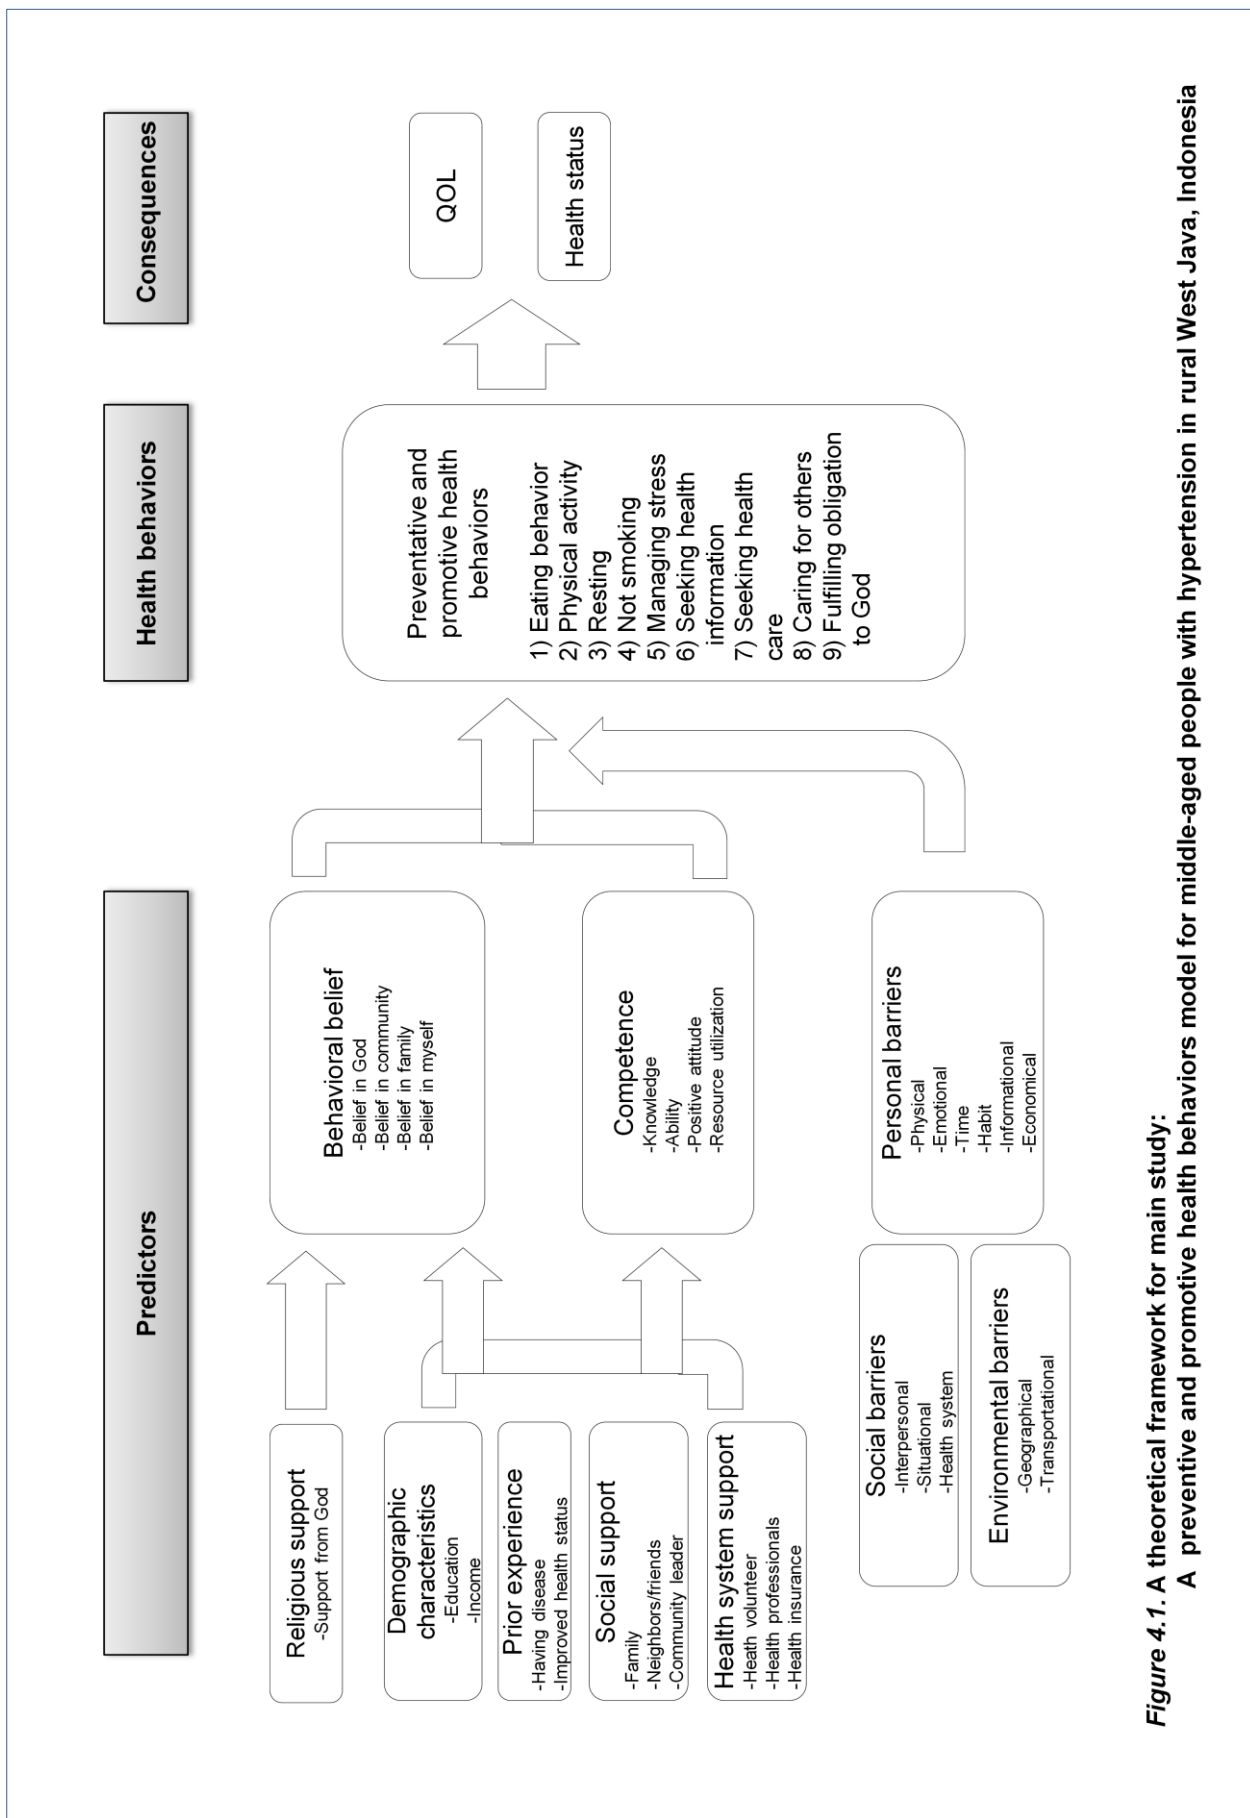 Predictors
Health behaviors
Consequences
Religious support
-Support from God
Demographic
characteristics
-Education
-Income
Prior experience
-Having disease
-Improved health status
Social support
-Family
-Neighbors/friends
-Community leader
Health system support
-Heath volunteer
-Health professionals
-Health insurance
Social barriers
-Interpersonal
-Situational
-Health system
Environmental barriers
-Geographical
-Transportational
Behavioral belief
-Belief in God
-Belief in community
-Belief in family
-Belief in myself
Competence
-Knowledge
-Ability
-Positive attitude
-Resource utilization
Personal barriers
-Physical
-Emotional
-Time
-Habit
-Informational
-Economical
Preventative and
promotive health
behaviors
1) Eating behavior
2) Physical activity
3) Resting
4) Not smoking
5) Managing stress
6) Seeking health
information
7) Seeking health
care
8) Caring for others
9) Fulfilling obligation
to God
QOL
Health status
Figure 4.1. A theoretical framework for main study:
A preventive and promotive health behaviors model for middle-aged people with hypertension in rural West Java, Indonesia